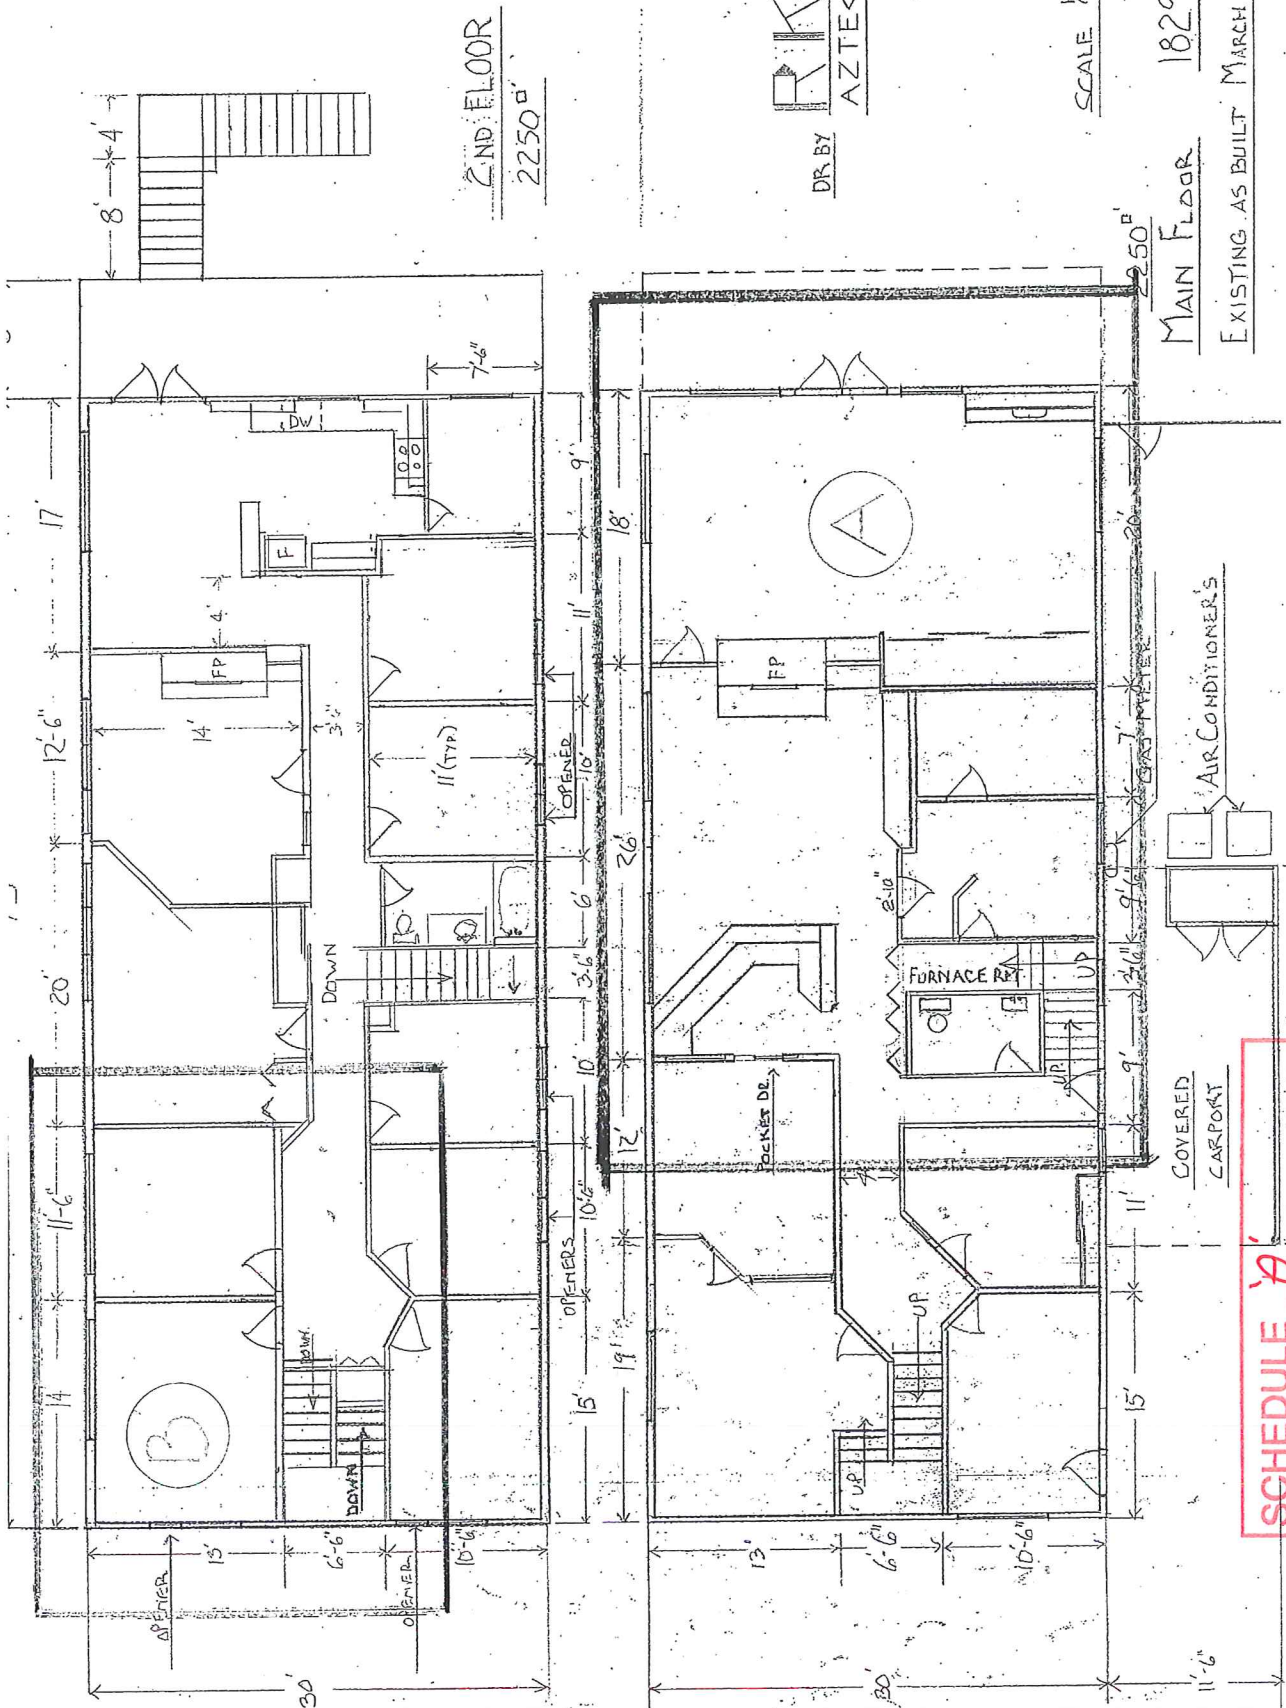 8'
4'
2ND FLOOR
2250
17'
12'-6"
20'
11'-6"
14
DW
F
4'
FP
14'
3'-6"
11'(TYP.)
7'-6"
DOWN
DOWN
DOWN
B
9'
11'
10'
6'
3'-6"
10'
10'-6"
15'
OPENED
OPENERS
OPENER
OPENER
13'
6'-6"
10'-6"
30'
DR BY
SCALE
MAIN FLOOR
EXISTING AS BUILT MARCH
18'
26'
12'
19'
A
FP
2'-10"
FURNACE RM
POCKET DR.
4'
UP
UP
UP
UP
20'
7'
9'-6"
3'-6"
9'
11'
15'
GAS METER
AIR CONDITIONER'S
COVERED
CARPORT
13'
6'-6"
10'-6"
30'
11'-6"
SCHEDULE 'A'